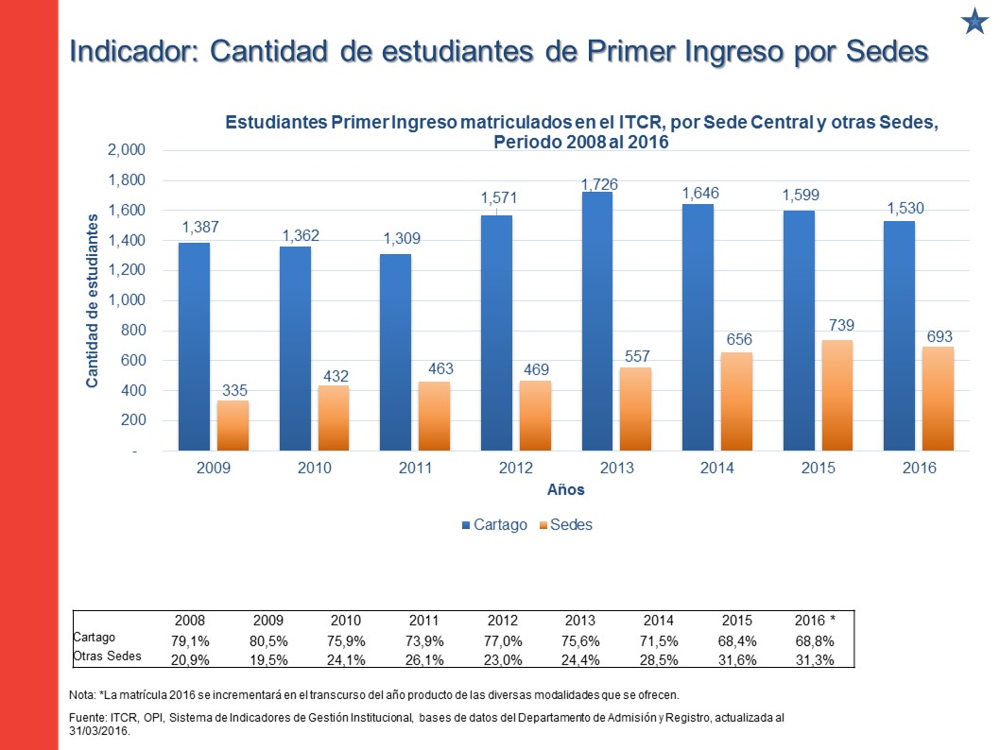 Indicador: Cantidad de estudiantes de Primer Ingreso por Sedes
Estudiantes Primer Ingreso matriculados en el ITCR, por Sede Central y otras Sedes,
Periodo 2008 al 2016
Cantidad de estudiantes
2,000
1,800
1,600
1,400
1,200
1,000
800
600
400
200
-
1,387
335
1,362
432
1,309
463
1,571
469
1,726
557
1,646
656
1,599
739
1,530
693
2009 2010 2011 2012 2013 2014 2015 2016
Años
Cartago Sedes
2008 2009 2010 2011 2012 2013 2014 2015 2016 *
Cartago 79,1% 80,5% 75,9% 73,9% 77,0% 75,6% 71,5% 68,4% 68,8%
Otras Sedes 20,9% 19,5% 24,1% 26,1% 23,0% 24,4% 28,5% 31,6% 31,3%
Nota: *La matrícula 2016 se incrementará en el transcurso del año producto de las diversas modalidades que se ofrecen.
Fuente: ITCR, OPI, Sistema de Indicadores de Gestión Institucional, bases de datos del Departamento de Admisión y Registro, actualizada al
31/03/2016.